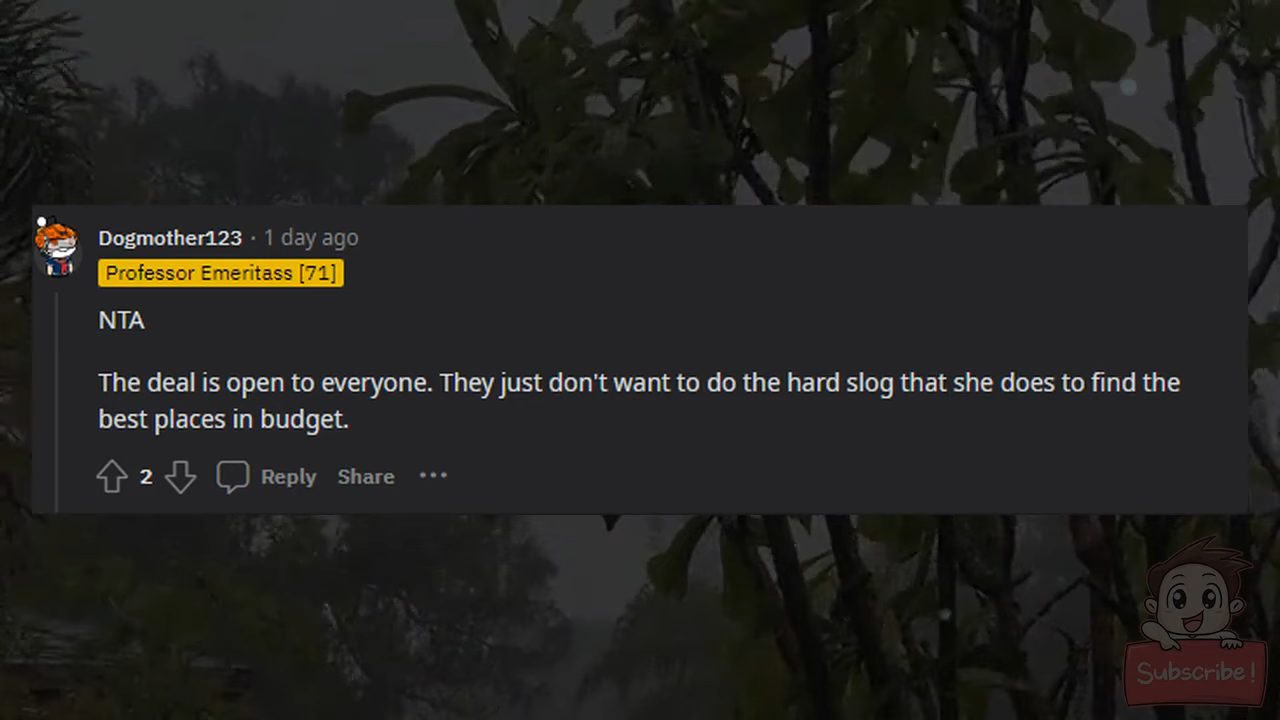 Dogmother123 · 1 day ago
Professor Emeritass [71]
NTA
The deal is open to everyone. They just don't want to do the hard slog that she does to find the
best places in budget.
2 Reply Share ···
Subscribe!